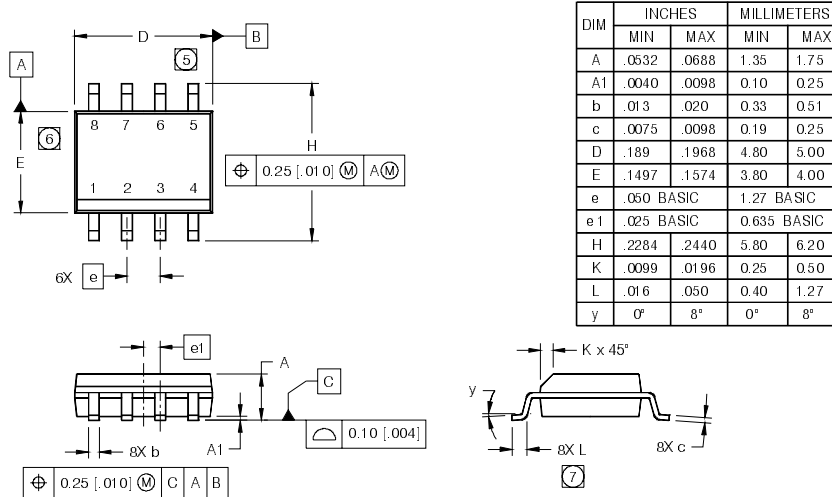 D
B
5
A
8 7 6 5
6
E
H
⌖ 0.25 [.010] Ⓜ A Ⓜ
1 2 3 4
6X e
DIM INCHES MILLIMETERS
MIN MAX MIN MAX
A .0532 .0688 1.35 1.75
A1 .0040 .0098 0.10 0.25
b .013 .020 0.33 0.51
c .0075 .0098 0.19 0.25
D .189 .1968 4.80 5.00
E .1497 .1574 3.80 4.00
e .050 BASIC 1.27 BASIC
e1 .025 BASIC 0.635 BASIC
H .2284 .2440 5.80 6.20
K .0099 .0196 0.25 0.50
L .016 .050 0.40 1.27
y 0° 8° 0° 8°
e1
A
C
A1
8X b
⌓ 0.10 [.004]
⌖ 0.25 [.010] Ⓜ C A B
K x 45°
y
8X L
7
8X c